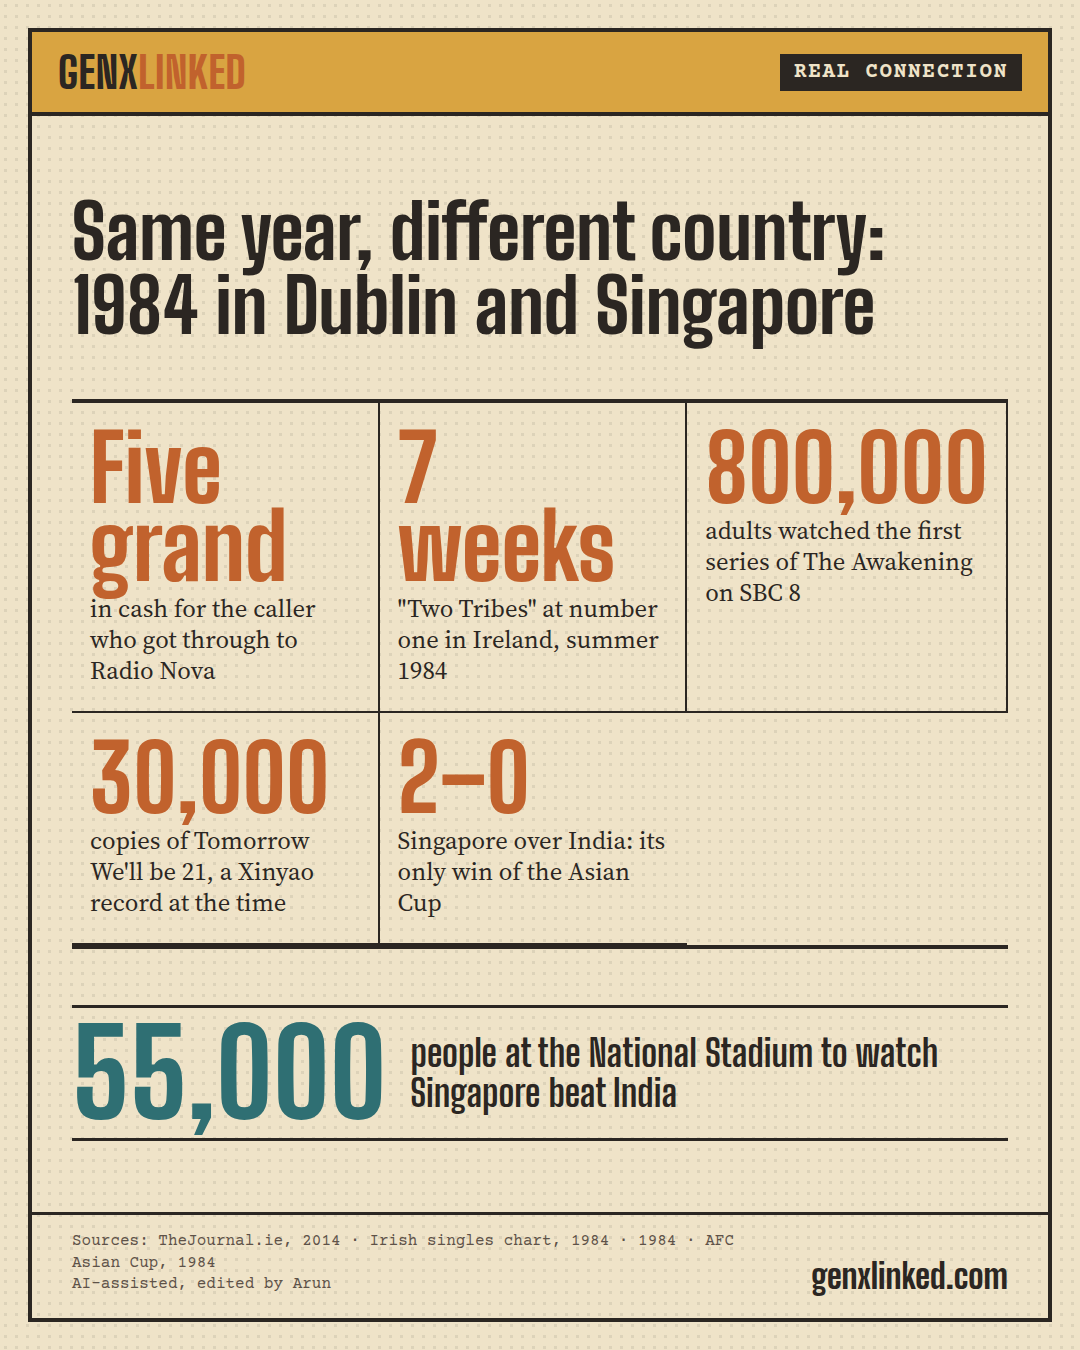 GENXLINKED
REAL CONNECTION
Same year, different country:
1984 in Dublin and Singapore
Five
grand
in cash for the caller
who got through to
Radio Nova
7
weeks
"Two Tribes" at number
one in Ireland, summer
1984
800,000
adults watched the first
series of The Awakening
on SBC 8
30,000
copies of Tomorrow
We'll be 21, a Xinyao
record at the time
2–0
Singapore over India: its
only win of the Asian
Cup
55,000
people at the National Stadium to watch
Singapore beat India
Sources: TheJournal.ie, 2014 · Irish singles chart, 1984 · 1984 · AFC
Asian Cup, 1984
AI-assisted, edited by Arun
genxlinked.com